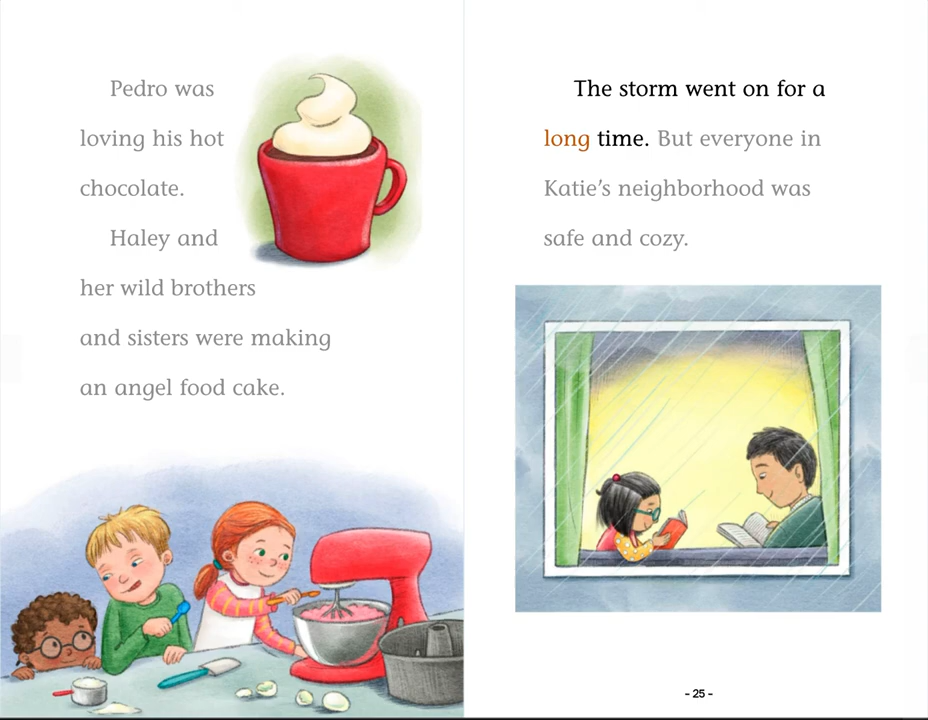 Pedro was
loving his hot
chocolate.
Haley and
her wild brothers
and sisters were making
an angel food cake.
The storm went on for a
long time. But everyone in
Katie’s neighborhood was
safe and cozy.
- 25 -